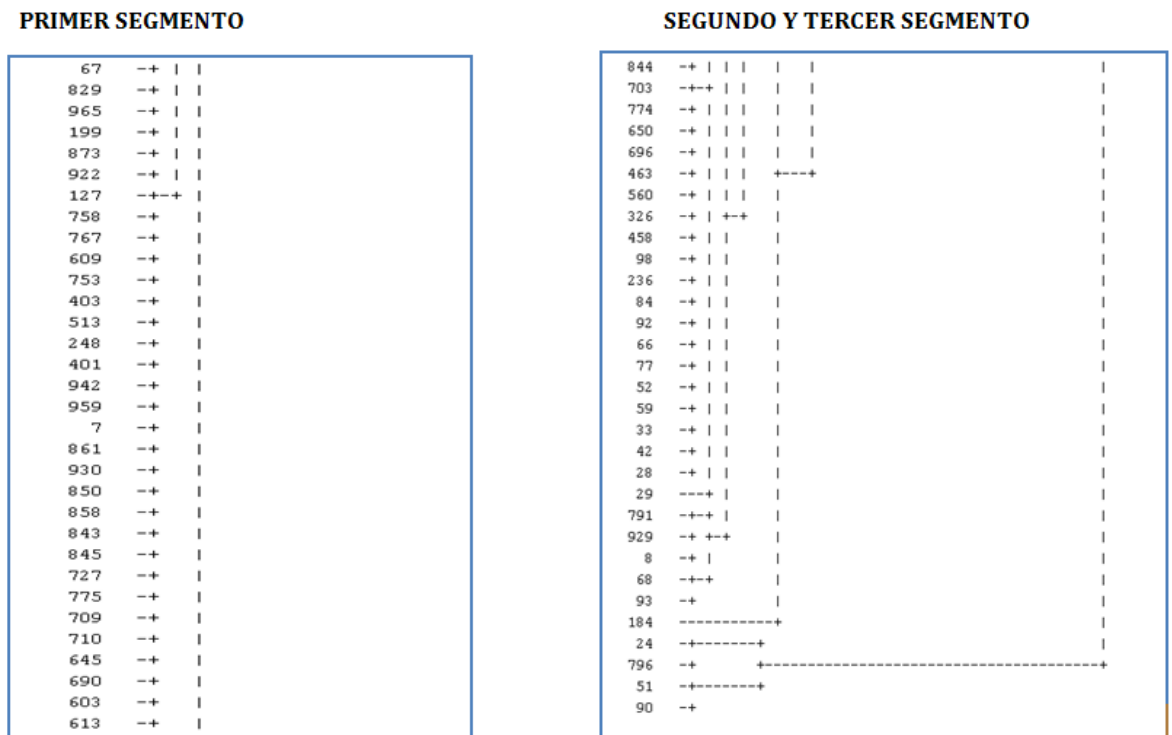 PRIMER SEGMENTO
67 -+ | |
829 -+ | |
965 -+ | |
199 -+ | |
873 -+ | |
922 -+ | |
127 -+-+ |
758 -+ |
767 -+ |
609 -+ |
753 -+ |
403 -+ |
513 -+ |
248 -+ |
401 -+ |
942 -+ |
959 -+ |
7 -+ |
861 -+ |
930 -+ |
850 -+ |
858 -+ |
843 -+ |
845 -+ |
727 -+ |
775 -+ |
709 -+ |
710 -+ |
645 -+ |
690 -+ |
603 -+ |
613 -+ |
SEGUNDO Y TERCER SEGMENTO
844 -+ | | | | | |
703 -+-+ | | | | |
774 -+ | | | | | |
650 -+ | | | | | |
696 -+ | | | | | |
463 -+ | | | +---+ |
560 -+ | | | | |
326 -+ | +-+ | |
458 -+ | | | |
98 -+ | | | |
236 -+ | | | |
84 -+ | | | |
92 -+ | | | |
66 -+ | | | |
77 -+ | | | |
52 -+ | | | |
59 -+ | | | |
33 -+ | | | |
42 -+ | | | |
28 -+ | | | |
29 ---+ | | |
791 -+-+ | | |
929 -+ +-+ | |
8 -+ | | |
68 -+-+ | |
93 -+ | |
184 -----------+ |
24 -+-------+ |
796 -+ +---------------------------------------+
51 -+-------+
90 -+